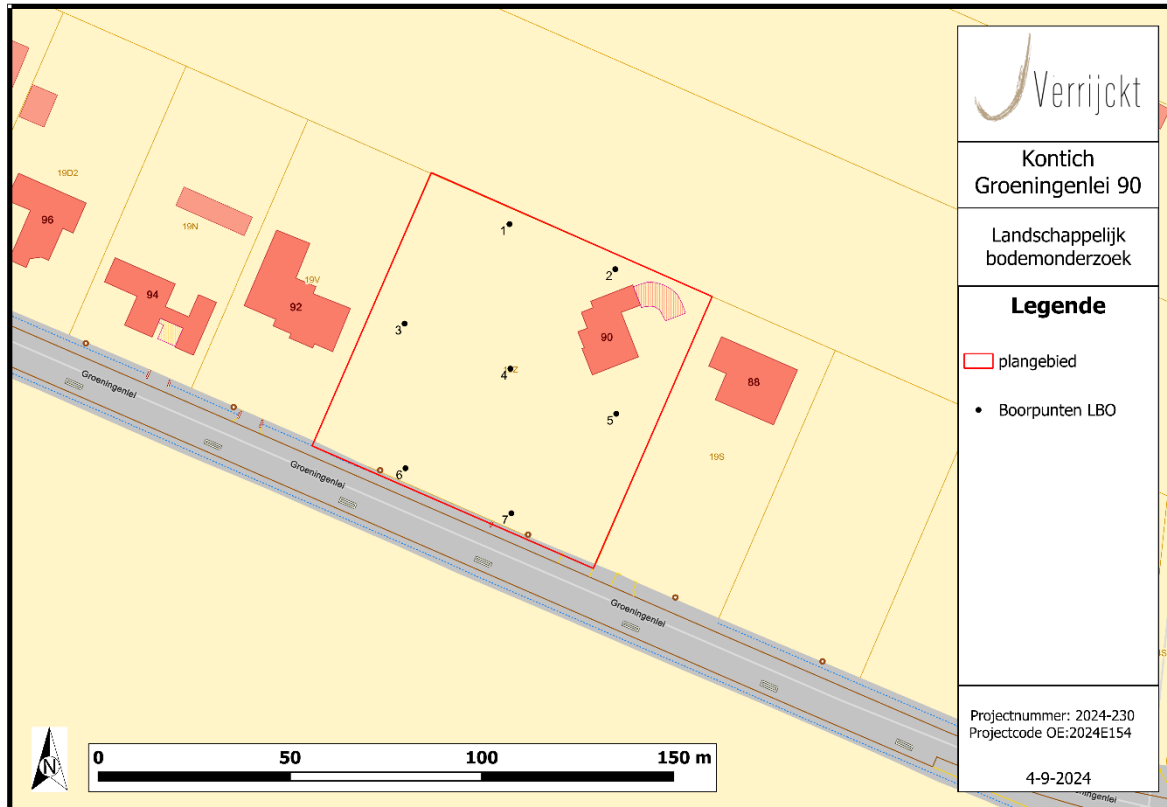 Verrijckt
Kontich
Groeningenlei 90
Landschappelijk
bodemonderzoek
Legende
plangebied
Boorpunten LBO
Projectnummer: 2024-230
Projectcode OE:2024E154
4-9-2024
19D2
96
19N
94
19V
92
1
2
3
90
4
5
88
19S
6
7
Groeningenlei
Groeningenlei
Groeningenlei
Groeningenlei
N
0 50 100 150 m